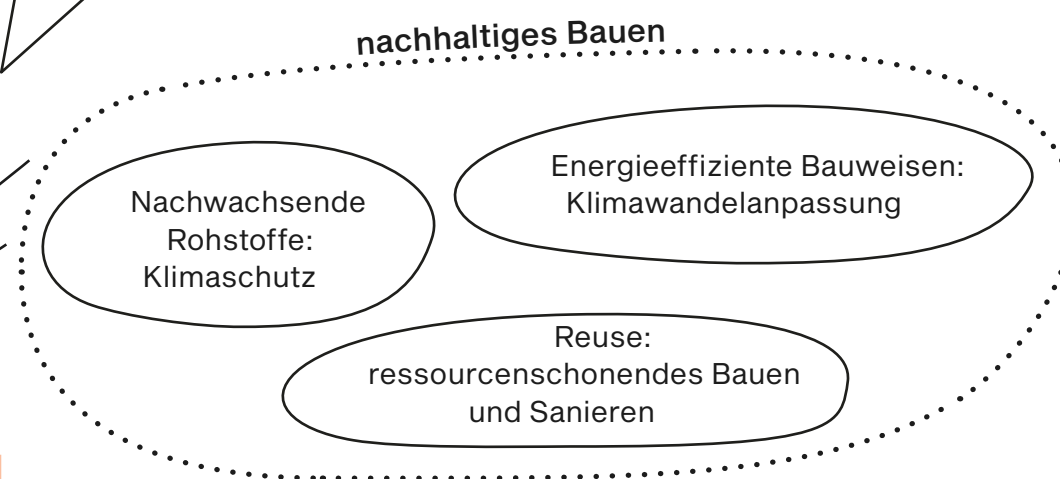 nachhaltiges Bauen
Nachwachsende
Rohstoffe:
Klimaschutz
Energieeffiziente Bauweisen:
Klimawandelanpassung
Reuse:
ressourcenschonendes Bauen
und Sanieren